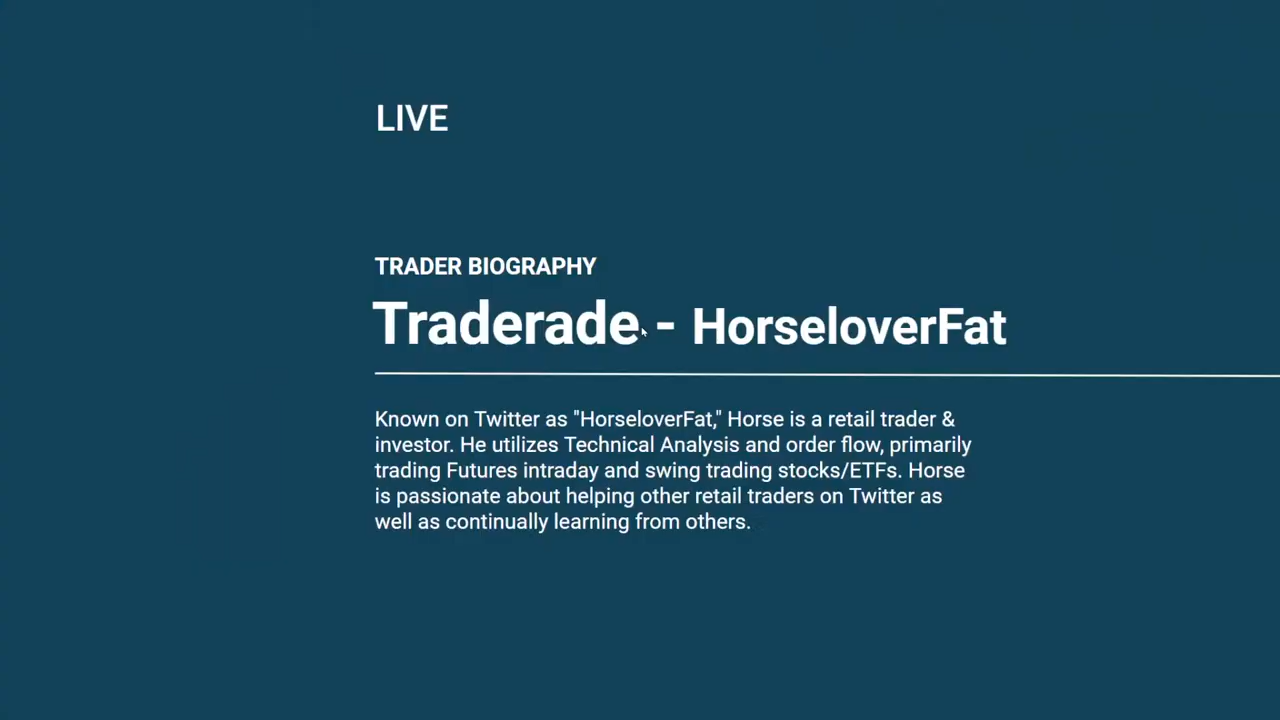 LIVE
TRADER BIOGRAPHY
Traderade - HorseloverFat
Known on Twitter as "HorseloverFat," Horse is a retail trader &
investor. He utilizes Technical Analysis and order flow, primarily
trading Futures intraday and swing trading stocks/ETFs. Horse
is passionate about helping other retail traders on Twitter as
well as continually learning from others.